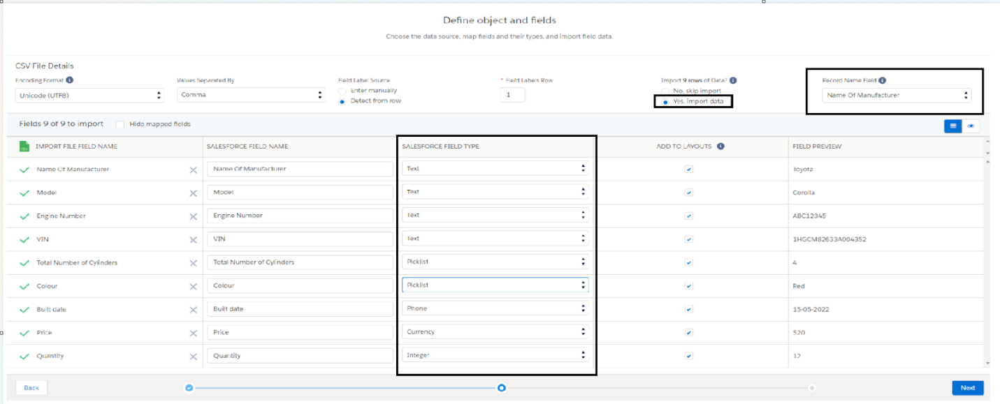 Define object and fields
Choose the data source, map fields and their types, and import field data.
CSV File Details
Encoding Format
Unicode (UTF8)
Values Separated By
Comma
Field Label Source
Enter manually
Detect from row
* Field Labels Row
1
Import 9 rows of Data?
No, skip import
Yes, import data
Record Name Field
Name Of Manufacturer
Fields 9 of 9 to import
Hide mapped fields
IMPORT FILE FIELD NAME SALESFORCE FIELD NAME SALESFORCE FIELD TYPE ADD TO LAYOUTS FIELD PREVIEW
Name Of Manufacturer Name Of Manufacturer Text Toyota
Model Model Text Corolla
Engine Number Engine Number Text ABC12345
VIN VIN Text 1HGCM82633A004352
Total Number of Cylinders Total Number of Cylinders Picklist 4
Colour Colour Picklist Red
Built date Built date Phone 15-05-2022
Price Price Currency 520
Quantity Quantity Integer 12
Back
Next